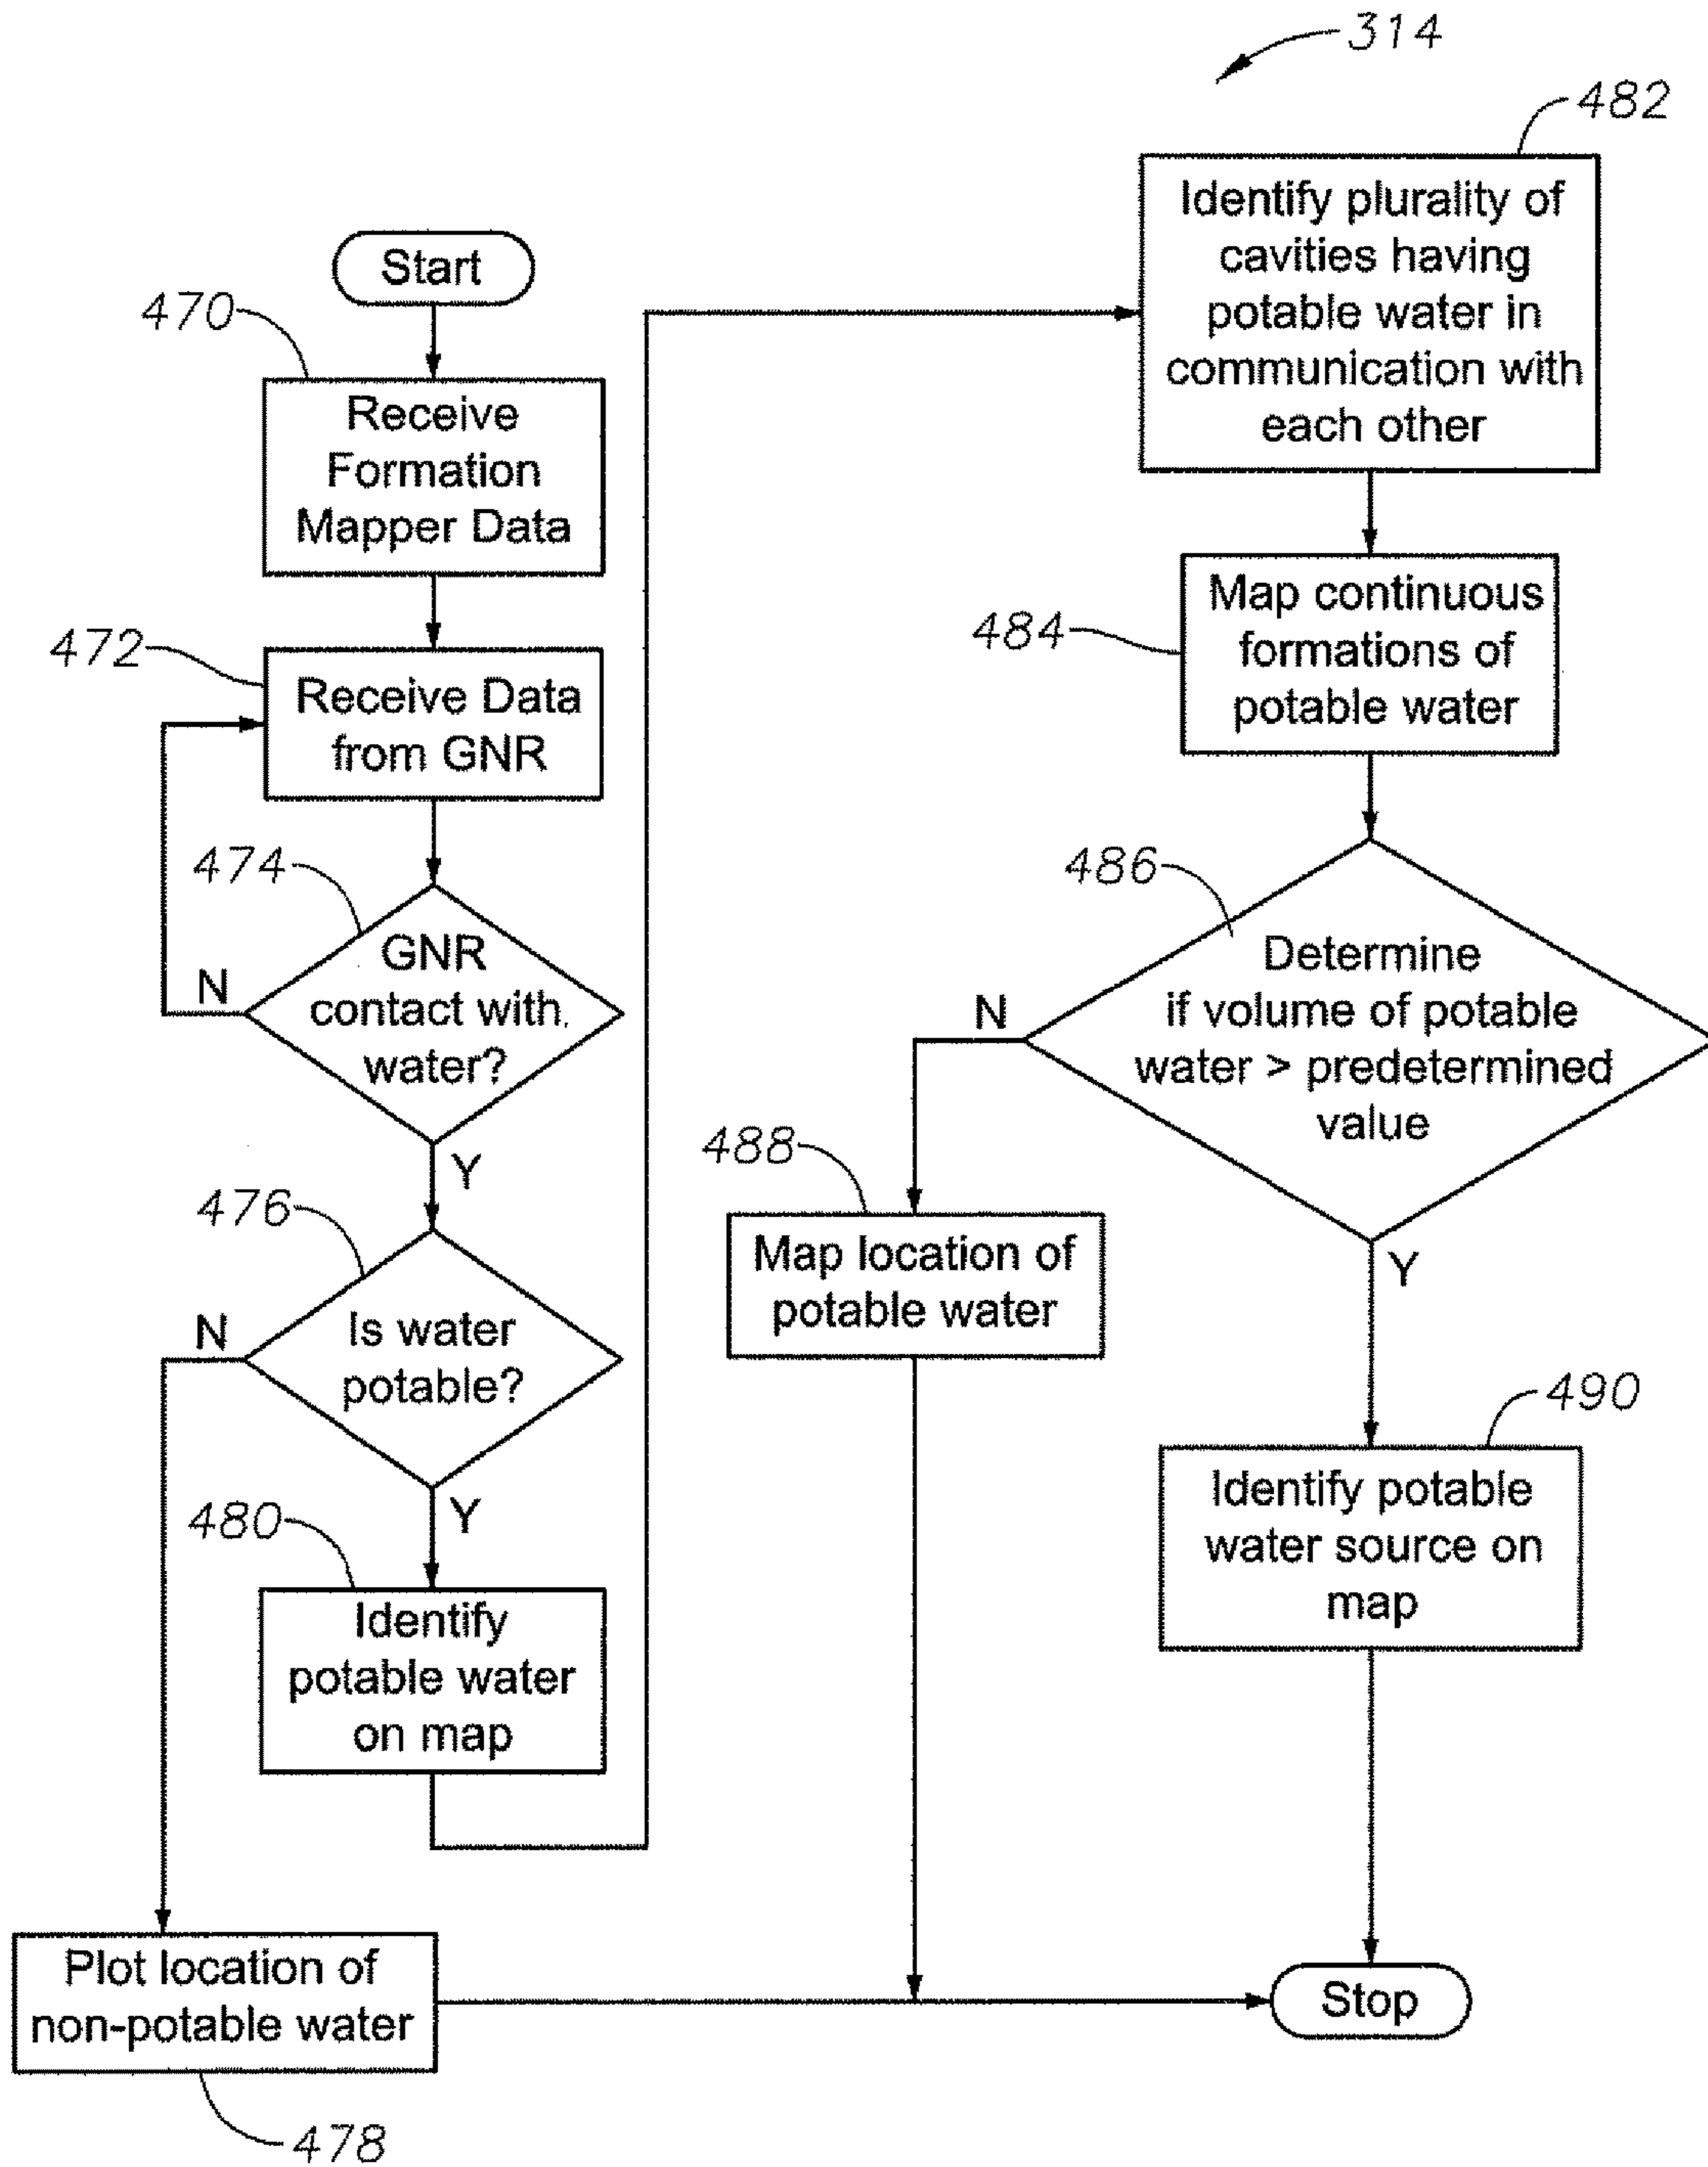 314
482
Identify plurality of
cavities having
potable water in
communication with
each other
Start
470
Receive
Formation
Mapper Data
472
Receive Data
from GNR
484
Map continuous
formations of
potable water
474
GNR
contact with
water?
N
Y
486
Determine
if volume of potable
water > predetermined
value
N
Y
476
Is water
potable?
N
Y
488
Map location of
potable water
490
Identify potable
water source on
map
480
Identify
potable water
on map
Plot location of
non-potable water
478
Stop